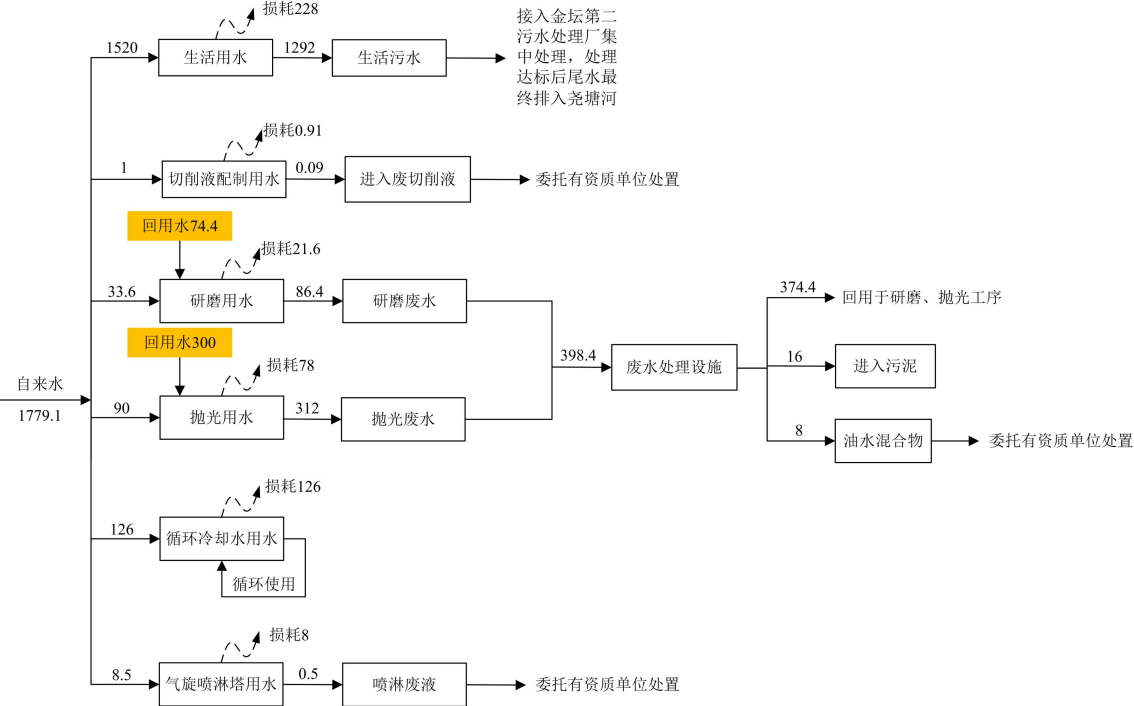 损耗228
1520
生活用水
1292
生活污水
接入金坛第二
污水处理厂集
中处理，处理
达标后尾水最
终排入尧塘河
损耗0.91
1
切削液配制用水
0.09
进入废切削液
委托有资质单位处置
回用水74.4
损耗21.6
33.6
研磨用水
86.4
研磨废水
374.4
回用于研磨、抛光工序
回用水300
398.4
废水处理设施
16
进入污泥
损耗78
自来水
1779.1
90
抛光用水
312
抛光废水
8
油水混合物
委托有资质单位处置
损耗126
126
循环冷却水用水
循环使用
损耗8
8.5
气旋喷淋塔用水
0.5
喷淋废液
委托有资质单位处置